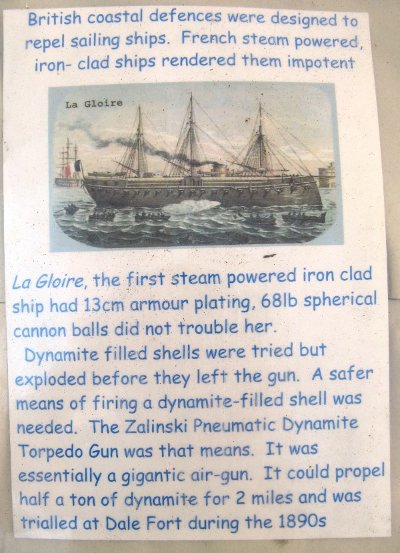 British coastal defences were designed to
repel sailing ships. French steam powered,
iron- clad ships rendered them impotent
La Gloire
La Gloire, the first steam powered iron clad
ship had 13cm armour plating, 68lb spherical
cannon balls did not trouble her.
Dynamite filled shells were tried but
exploded before they left the gun. A safer
means of firing a dynamite-filled shell was
needed. The Zalinski Pneumatic Dynamite
Torpedo Gun was that means. It was
essentially a gigantic air-gun. It could propel
half a ton of dynamite for 2 miles and was
trialled at Dale Fort during the 1890s